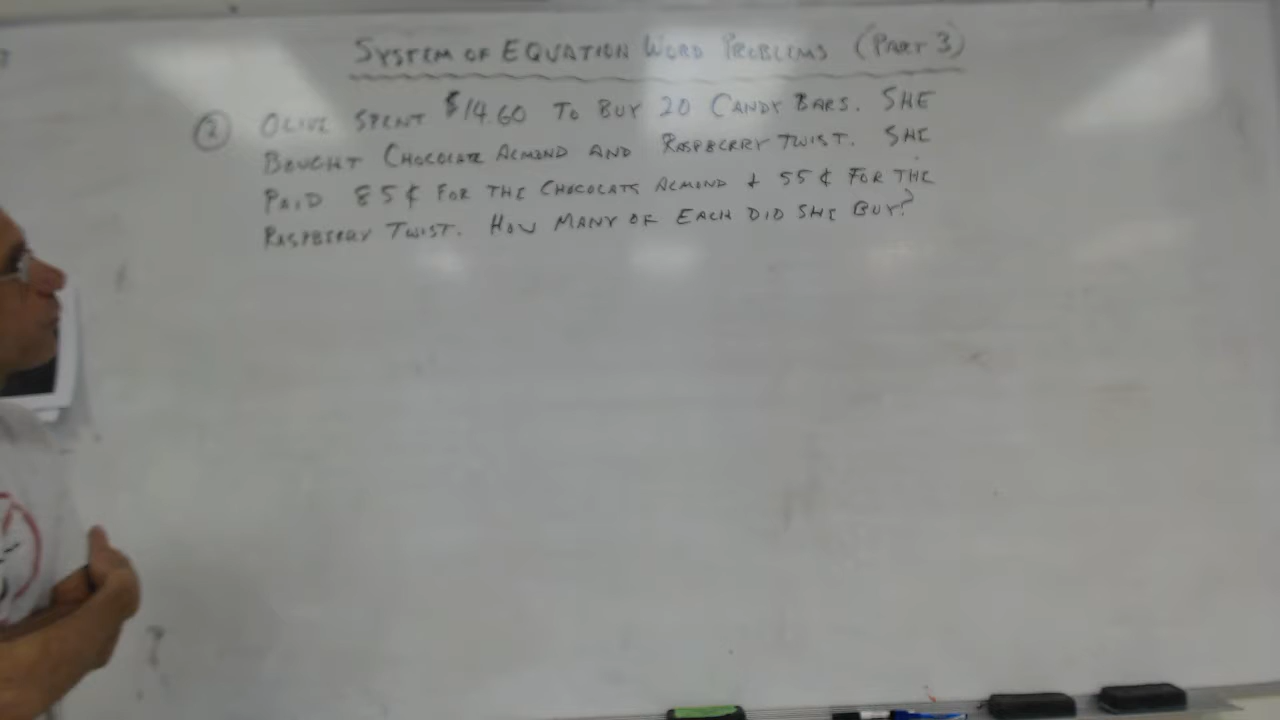 SYSTEM OF EQUATION WORD PROBLEMS (PART 3)
② OLIVE SPENT $14.60 TO BUY 20 CANDY BARS. SHE
BOUGHT CHOCOLATE ALMOND AND RASPBERRY TWIST. SHE
PAID 85¢ FOR THE CHOCOLATE ALMOND & 55¢ FOR THE
RASPBERRY TWIST. HOW MANY OF EACH DID SHE BUY?